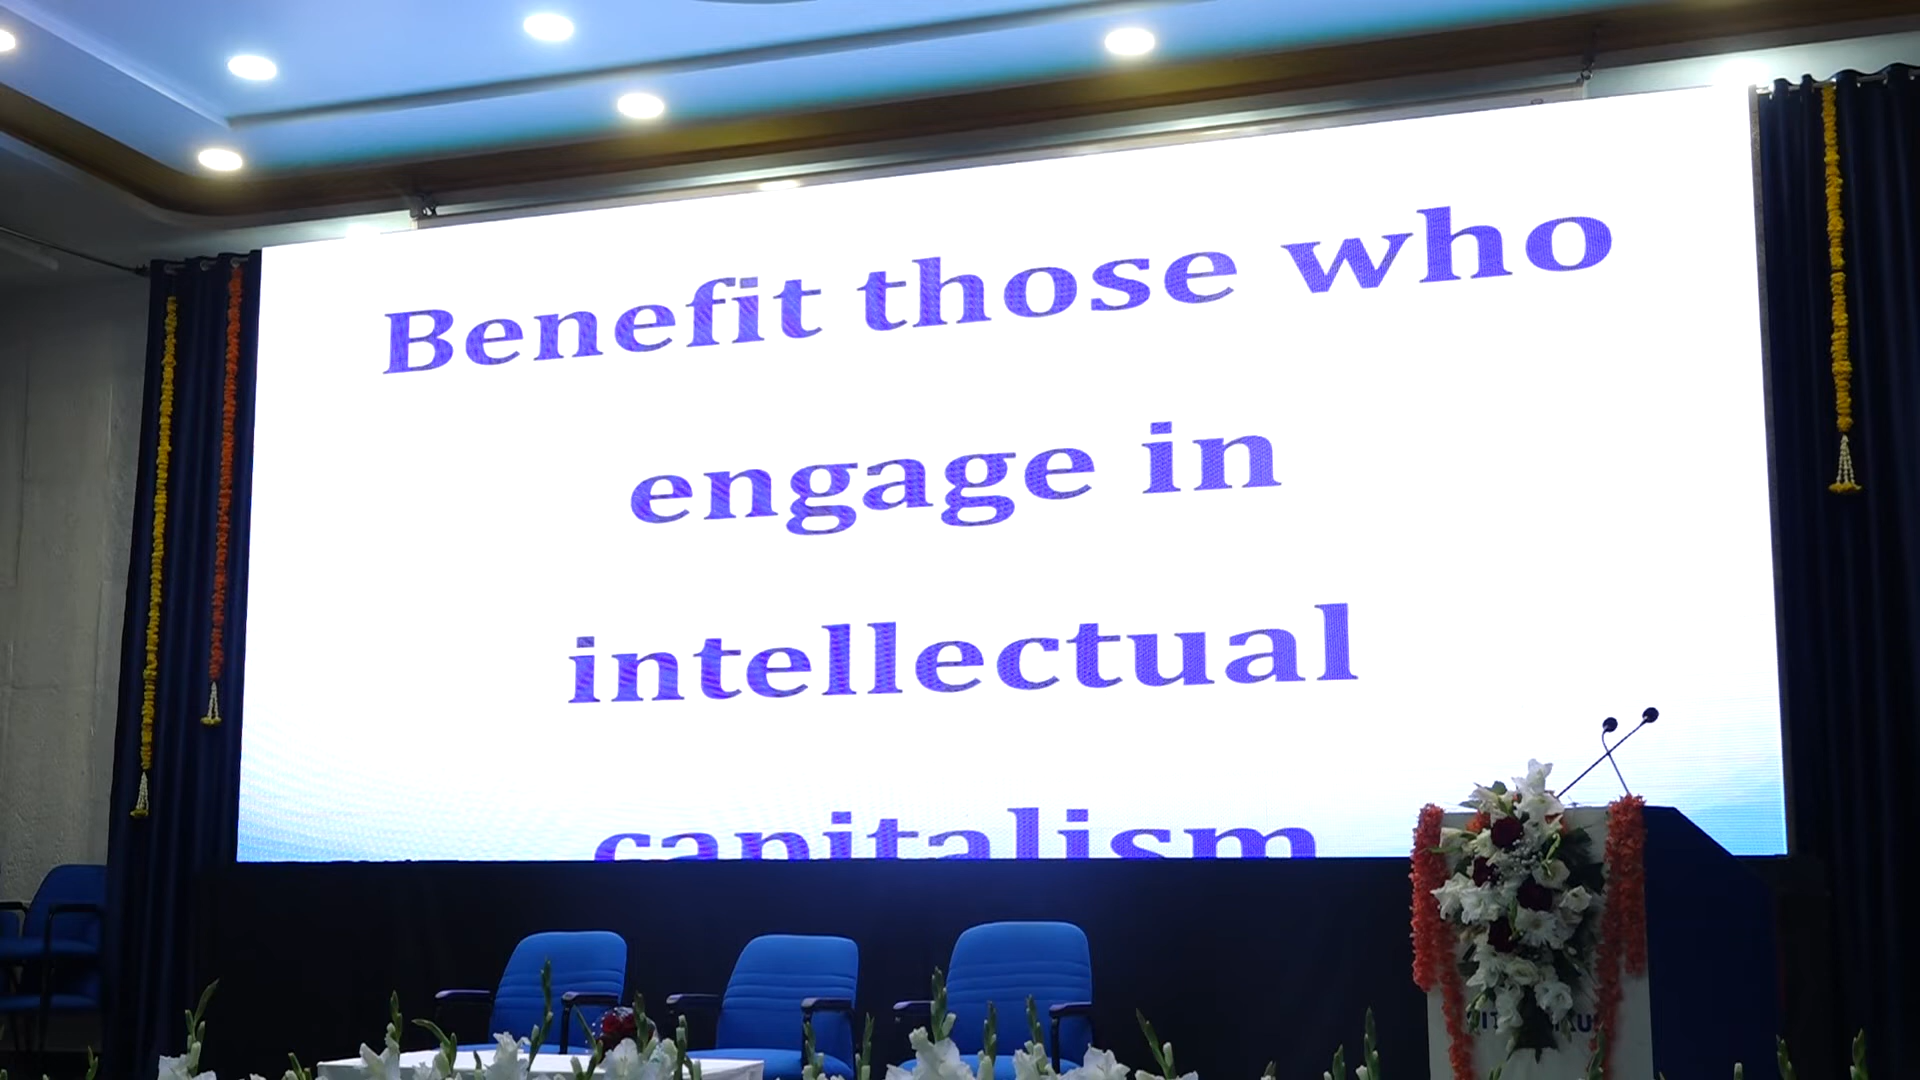 Benefit those who
engage in
intellectual
capitalism